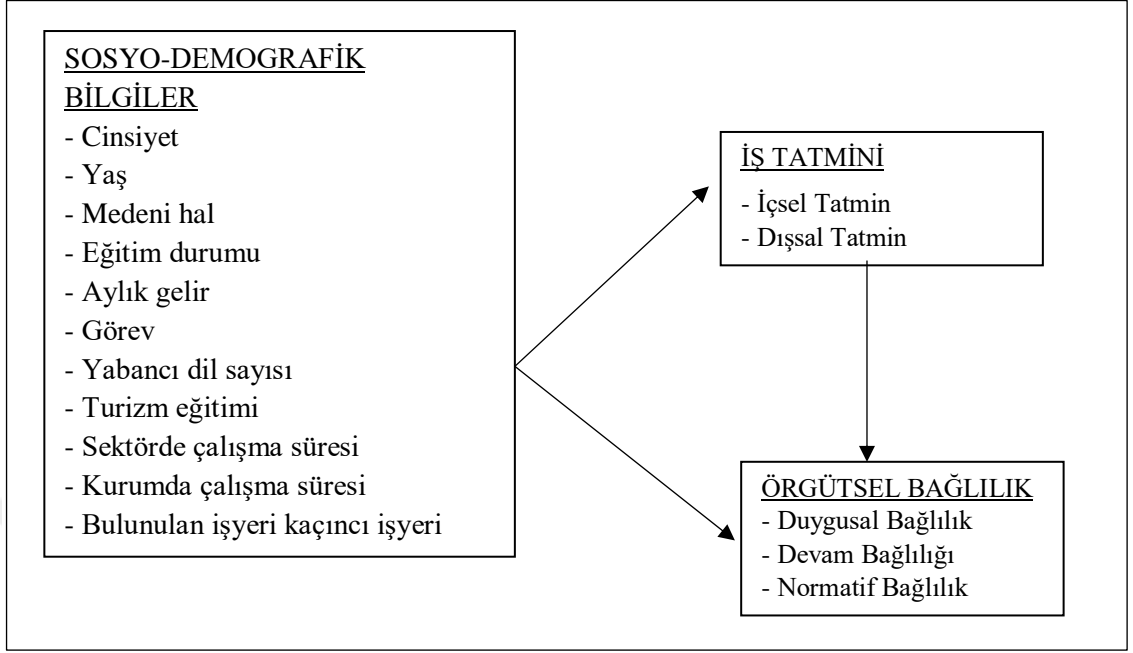 SOSYO-DEMOGRAFİK
BİLGİLER
- Cinsiyet
- Yaş
- Medeni hal
- Eğitim durumu
- Aylık gelir
- Görev
- Yabancı dil sayısı
- Turizm eğitimi
- Sektörde çalışma süresi
- Kurumda çalışma süresi
- Bulunulan işyeri kaçıncı işyeri
İŞ TATMİNİ
- İçsel Tatmin
- Dışsal Tatmin
ÖRGÜTSEL BAĞLILIK
- Duygusal Bağlılık
- Devam Bağlılığı
- Normatif Bağlılık